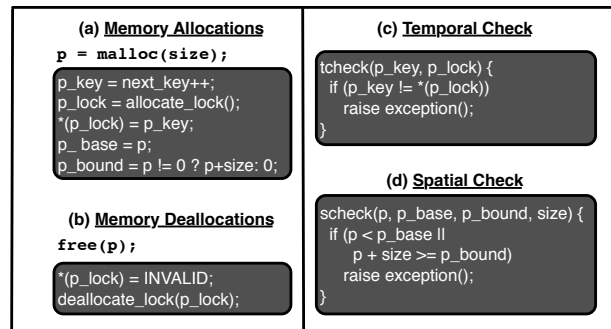 (a) Memory Allocations
p = malloc(size);
p_key = next_key++;
p_lock = allocate_lock();
*(p_lock) = p_key;
p_ base = p;
p_bound = p != 0 ? p+size: 0;
(b) Memory Deallocations
free(p);
*(p_lock) = INVALID;
deallocate_lock(p_lock);
(c) Temporal Check
tcheck(p_key, p_lock) {
if (p_key != *(p_lock))
raise exception();
}
(d) Spatial Check
scheck(p, p_base, p_bound, size) {
if (p < p_base ||
p + size >= p_bound)
raise exception();
}